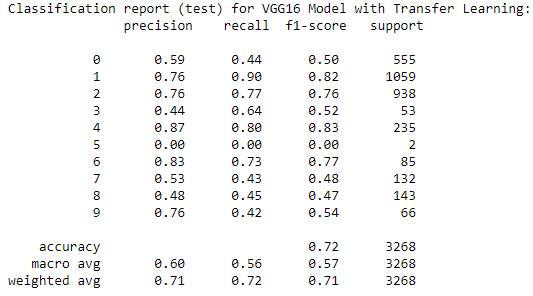 Classification report (test) for VGG16 Model with Transfer Learning:
precision recall f1-score support
0 0.59 0.44 0.50 555
1 0.76 0.90 0.82 1059
2 0.76 0.77 0.76 938
3 0.44 0.64 0.52 53
4 0.87 0.80 0.83 235
5 0.00 0.00 0.00 2
6 0.83 0.73 0.77 85
7 0.53 0.43 0.48 132
8 0.48 0.45 0.47 143
9 0.76 0.42 0.54 66
accuracy 0.72 3268
macro avg 0.60 0.56 0.57 3268
weighted avg 0.71 0.72 0.71 3268